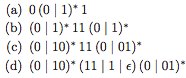 (a) 0 (0 | 1)* 1
(b) (0 | 1)* 11 (0 | 1)*
(c) (0 | 10)* 11 (0 | 01)*
(d) (0 | 10)* (11 | 1 | ϵ) (0 | 01)*